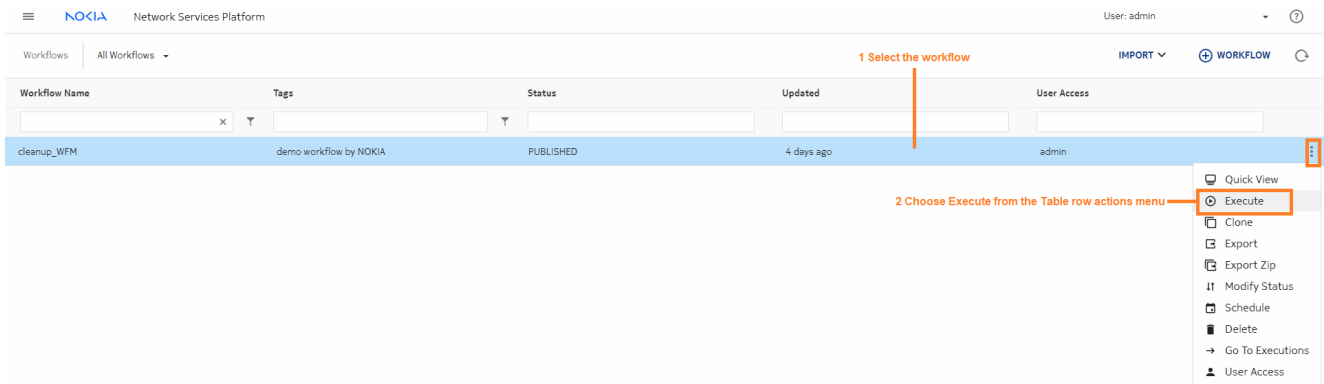 NOKIA Network Services Platform User: admin
Workflows All Workflows 1 Select the workflow IMPORT WORKFLOW
Workflow Name Tags Status Updated User Access
cleanup_WFM demo workflow by NOKIA PUBLISHED 4 days ago admin
Quick View
2 Choose Execute from the Table row actions menu Execute
Clone
Export
Export Zip
Modify Status
Schedule
Delete
Go To Executions
User Access